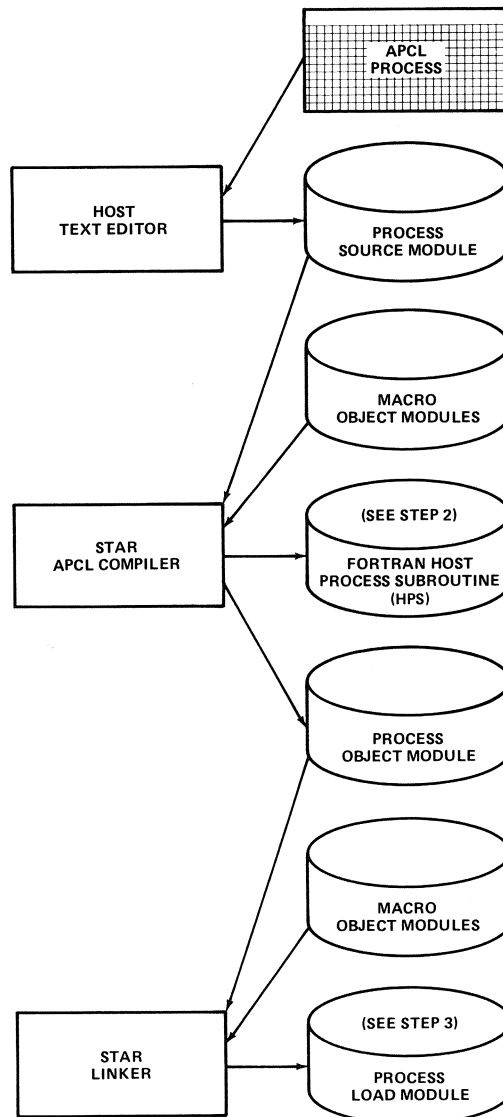 APCL
PROCESS
HOST
TEXT EDITOR
PROCESS
SOURCE MODULE
MACRO
OBJECT MODULES
STAR
APCL COMPILER
(SEE STEP 2)
FORTRAN HOST
PROCESS SUBROUTINE
(HPS)
PROCESS
OBJECT MODULE
MACRO
OBJECT MODULES
STAR
LINKER
(SEE STEP 3)
PROCESS
LOAD MODULE